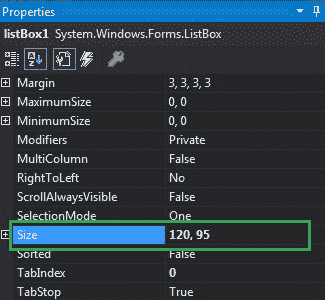 Properties
listBox1 System.Windows.Forms.ListBox
Margin 3, 3, 3, 3
MaximumSize 0, 0
MinimumSize 0, 0
Modifiers Private
MultiColumn False
RightToLeft No
ScrollAlwaysVisible False
SelectionMode One
Size 120, 95
Sorted False
TabIndex 0
TabStop True